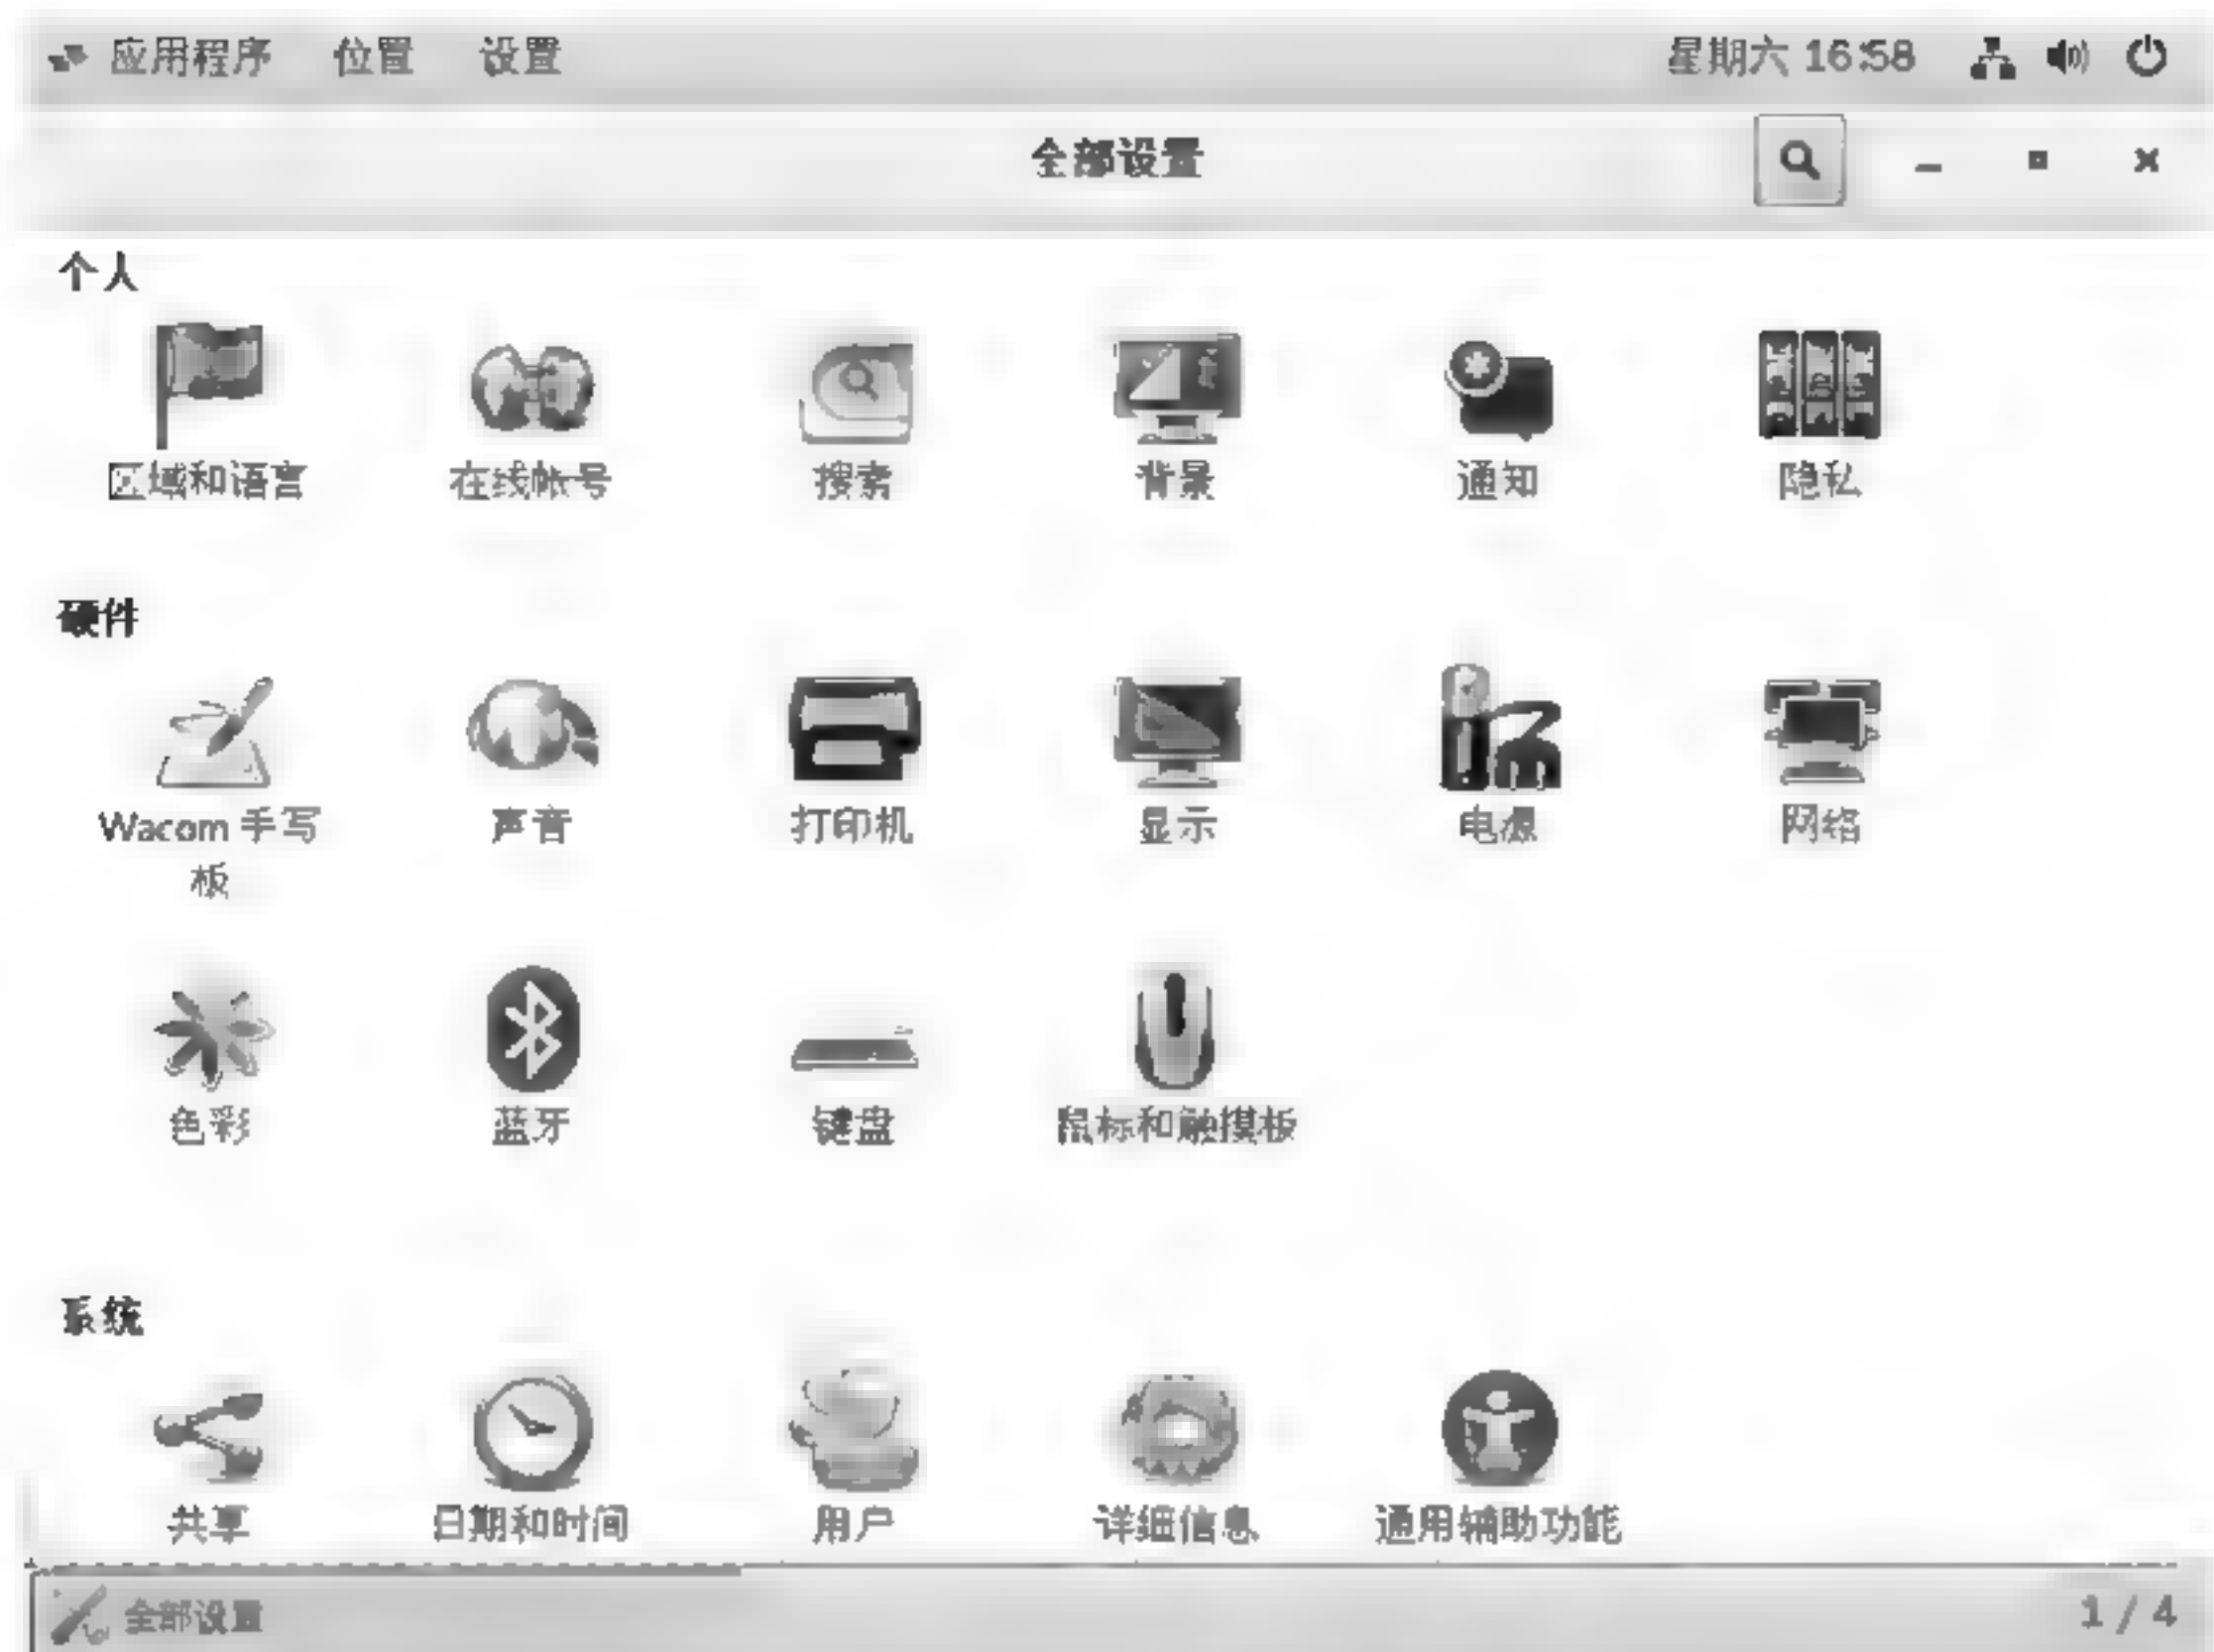 应用程序 位置 设置 星期六 16:58
全部设置
个人
区域和语言 在线帐号 搜索 背景 通知 隐私
硬件
Wacom 手写 声音 打印机 显示 电源 网络
板
色彩 蓝牙 键盘 鼠标和触摸板
系统
共享 日期和时间 用户 详细信息 通用辅助功能
全部设置 1 / 4